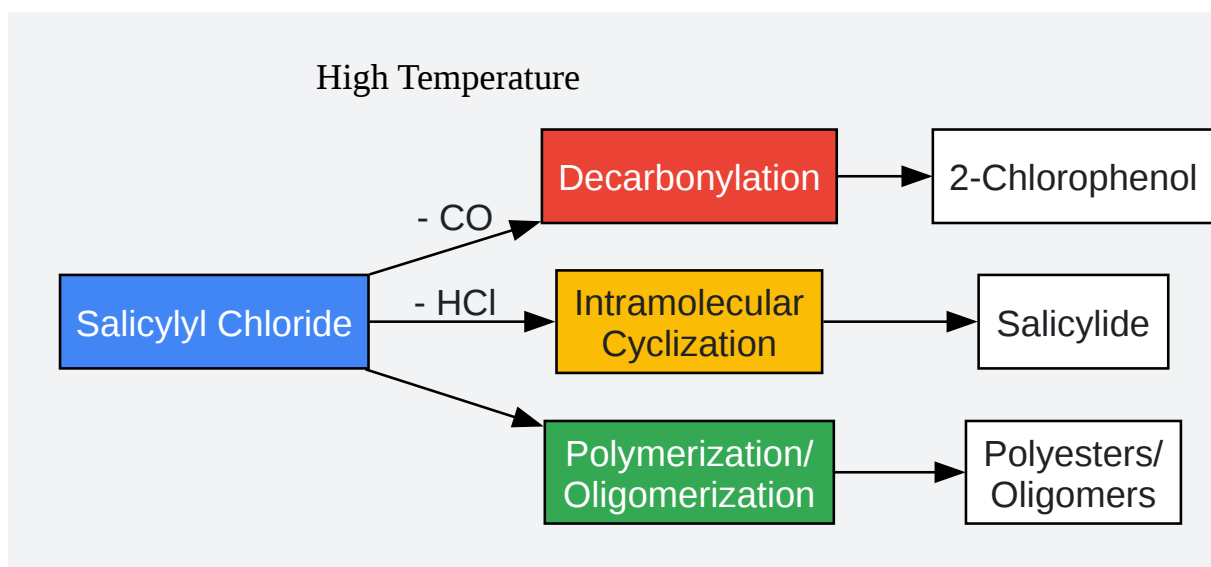 High Temperature
Decarbonylation
2-Chlorophenol
- CO
Salicylyl Chloride
- HCl
Intramolecular
Cyclization
Salicylide
Polymerization/
Oligomerization
Polyesters/
Oligomers